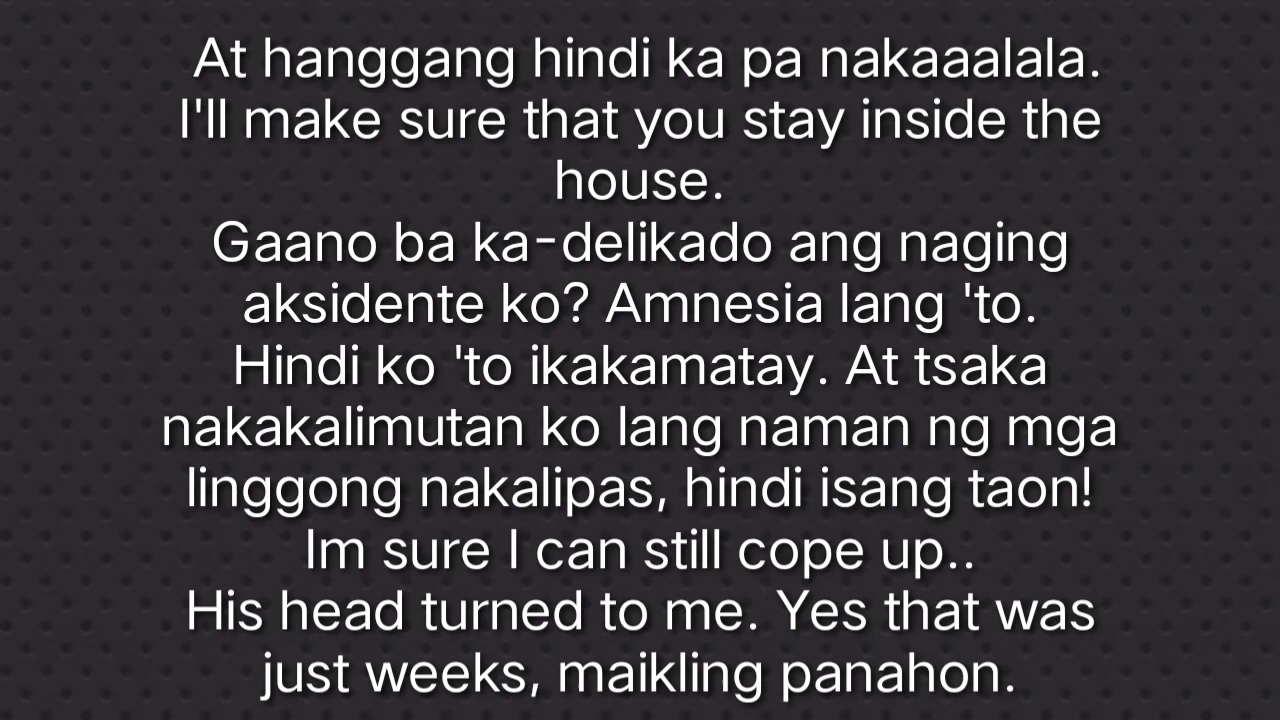 At hanggang hindi ka pa nakaaalala.
I'll make sure that you stay inside the
house.
Gaano ba ka-delikado ang naging
aksidente ko? Amnesia lang 'to.
Hindi ko 'to ikakamatay. At tsaka
nakakalimutan ko lang naman ng mga
linggong nakalipas, hindi isang taon!
Im sure I can still cope up..
His head turned to me. Yes that was
just weeks, maikling panahon.